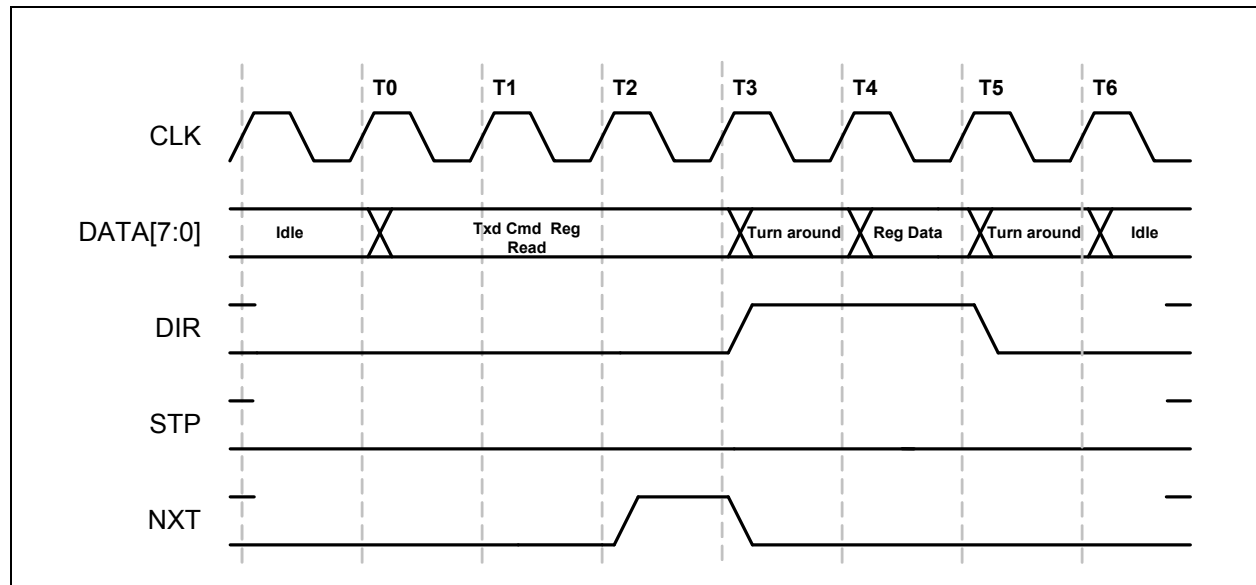 T0 T1 T2 T3 T4 T5 T6
CLK
DATA[7:0] Idle Txd Cmd Reg Turn around Reg Data Turn around Idle
Read
DIR
STP
NXT